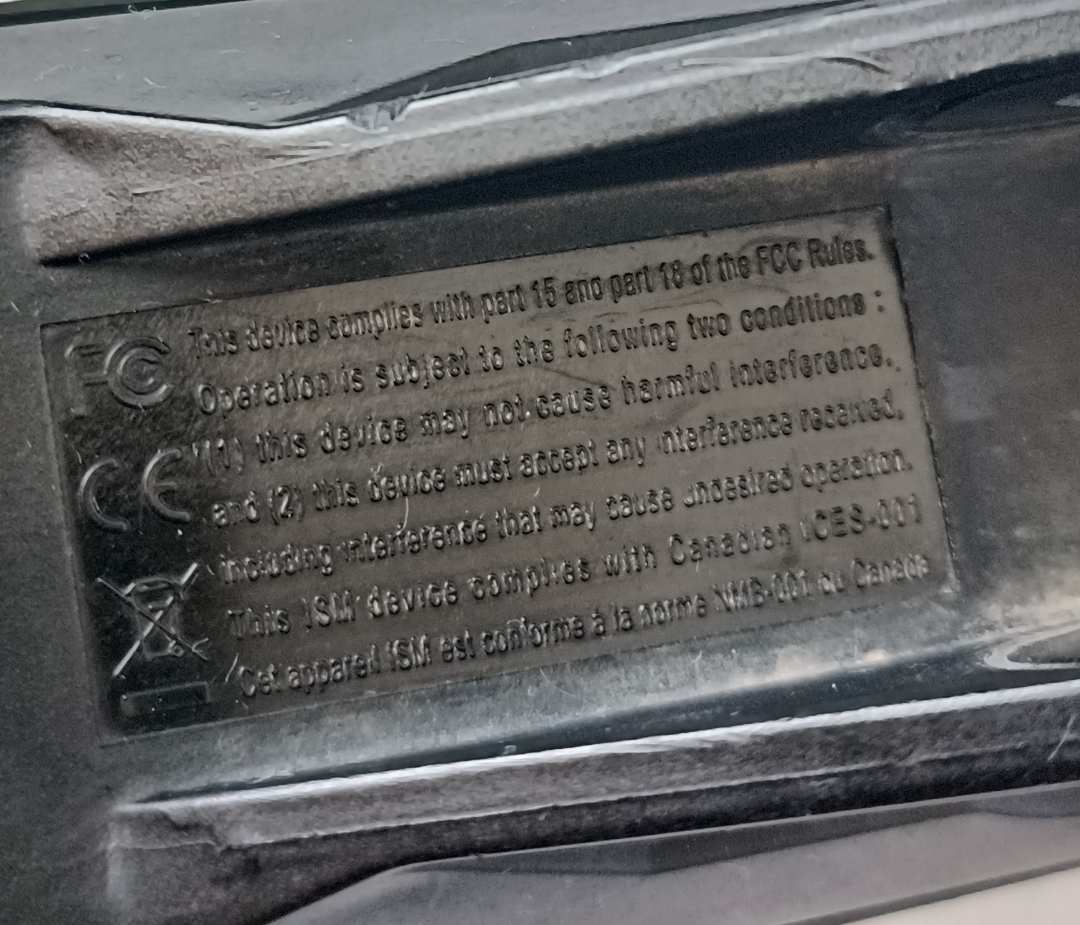 FC
CE
This device complies with part 15 and part 18 of the FCC Rules.
Operation is subject to the following two conditions :
(1) this device may not cause harmful interference.
and (2) this device must accept any interference received.
including interference that may cause undesired operation.
This ISM device complies with Canadian ICES-001
Cet appareil ISM est conforme à la norme NMB-001 du Canada